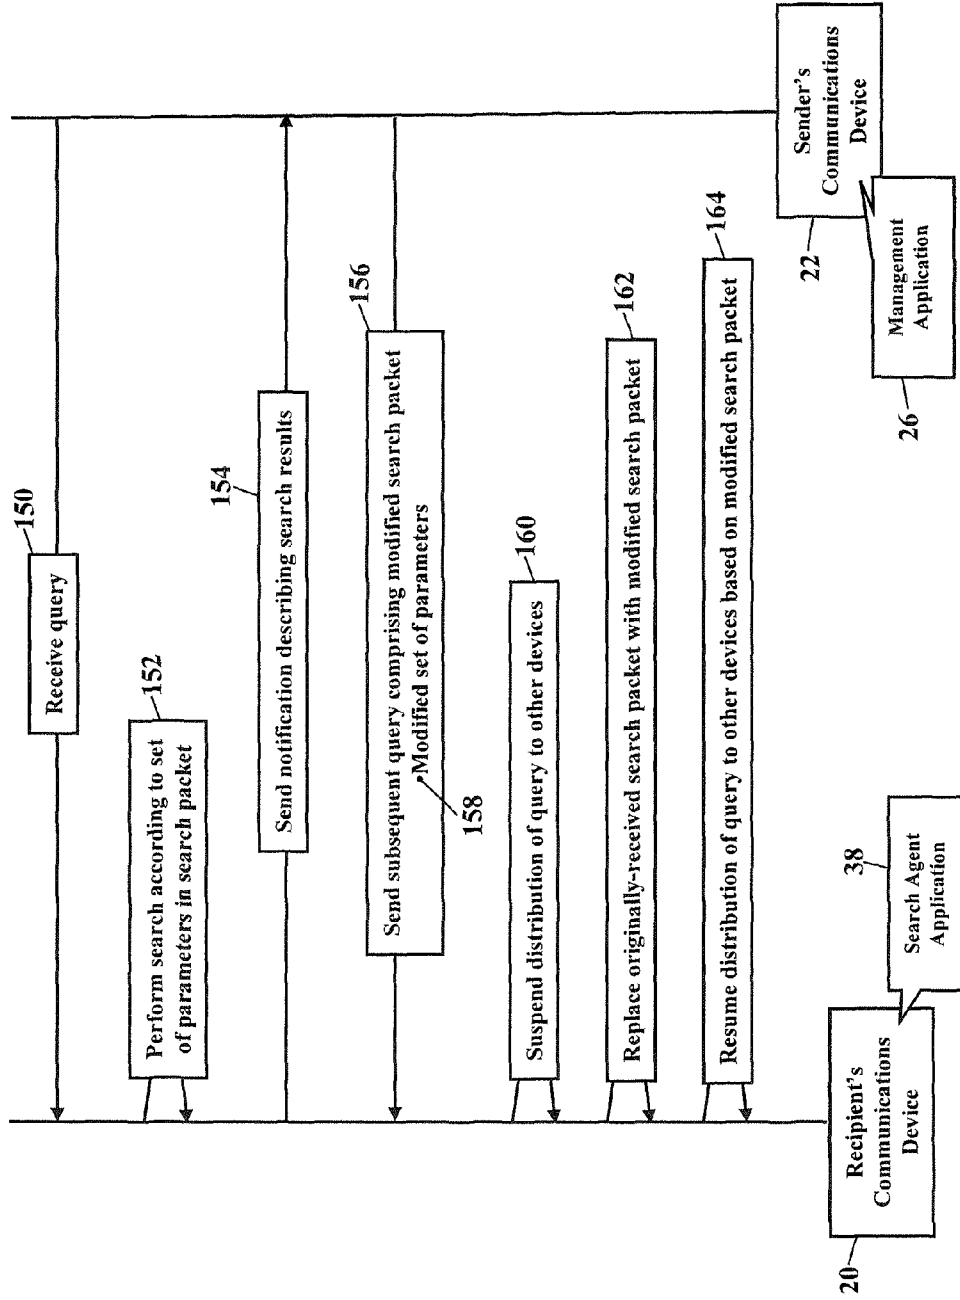 150
Receive query
152
Perform search according to set
of parameters in search packet
154
Send notification describing search results
156
Send subsequent query comprising modified search packet
•Modified set of parameters
158
160
Suspend distribution of query to other devices
162
Replace originally-received search packet with modified search packet
164
Resume distribution of query to other devices based on modified search packet
Recipient's
Communications
Device
20
38
Search Agent
Application
Sender's
Communications
Device
22
Management
Application
26